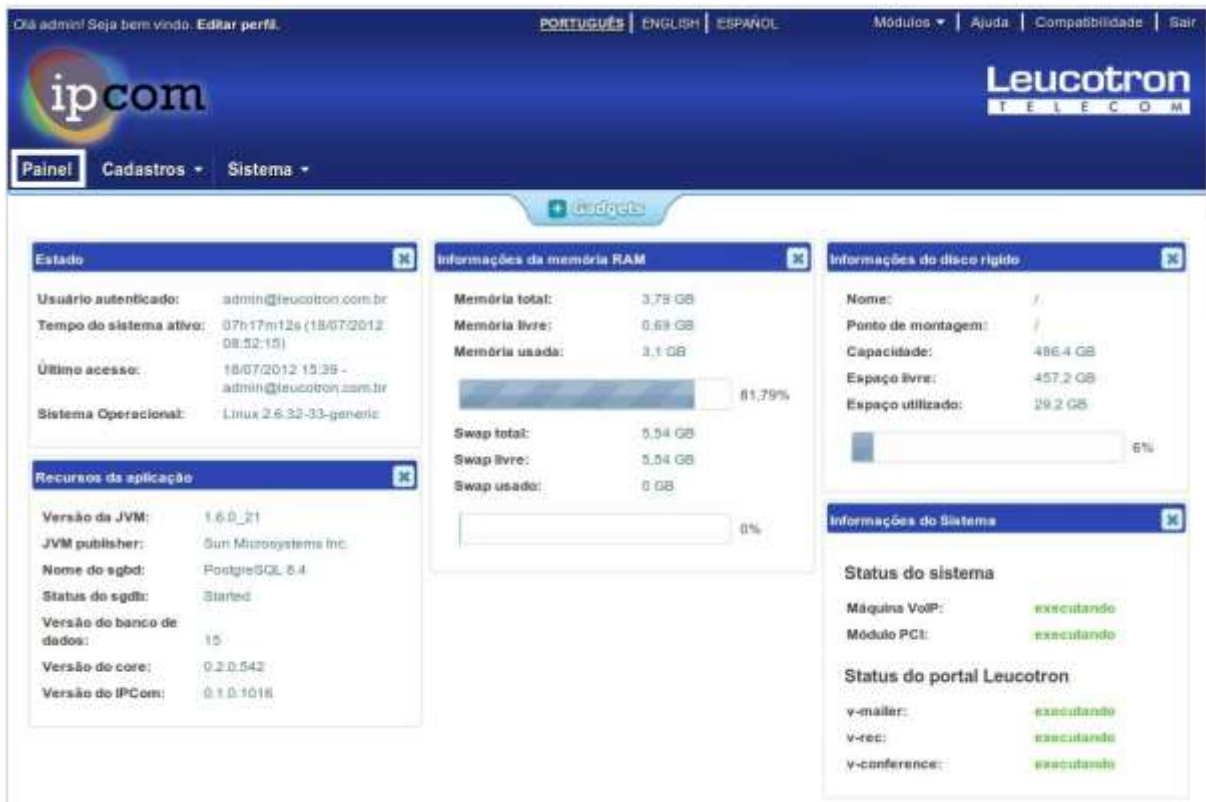 Olá admin! Seja bem vindo. Editar perfil.
PORTUGUÊS | ENGLISH | ESPAÑOL
Módulos | Ajuda | Compatibilidade | Sair
ipcom
Leucotron
TELECOM
Painel
Cadastros
Sistema
Gadgets
Estado
Usuário autenticado: admin@leucotron.com.br
Tempo do sistema ativo: 07h17m12s (18/07/2012
08:52:15)
Último acesso: 18/07/2012 15:39 -
admin@leucotron.com.br
Sistema Operacional: Linux 2.6.32-33-generic
Recursos da aplicação
Versão da JVM: 1.6.0_21
JVM publisher: Sun Microsystems Inc.
Nome do sgbd: PostgreSQL 8.4
Status do sgdb: Started
Versão do banco de
dados: 15
Versão do core: 0.2.0.542
Versão do IPCom: 0.1.0.1016
Informações da memória RAM
Memória total: 3,79 GB
Memória livre: 0,69 GB
Memória usada: 3,1 GB
81,79%
Swap total: 5,54 GB
Swap livre: 5,54 GB
Swap usado: 0 GB
0%
Informações do disco rígido
Nome: /
Ponto de montagem: /
Capacidade: 486,4 GB
Espaço livre: 457,2 GB
Espaço utilizado: 29,2 GB
6%
Informações do Sistema
Status do sistema
Máquina VoIP: executando
Módulo PCI: executando
Status do portal Leucotron
v-mailer: executando
v-rec: executando
v-conference: executando